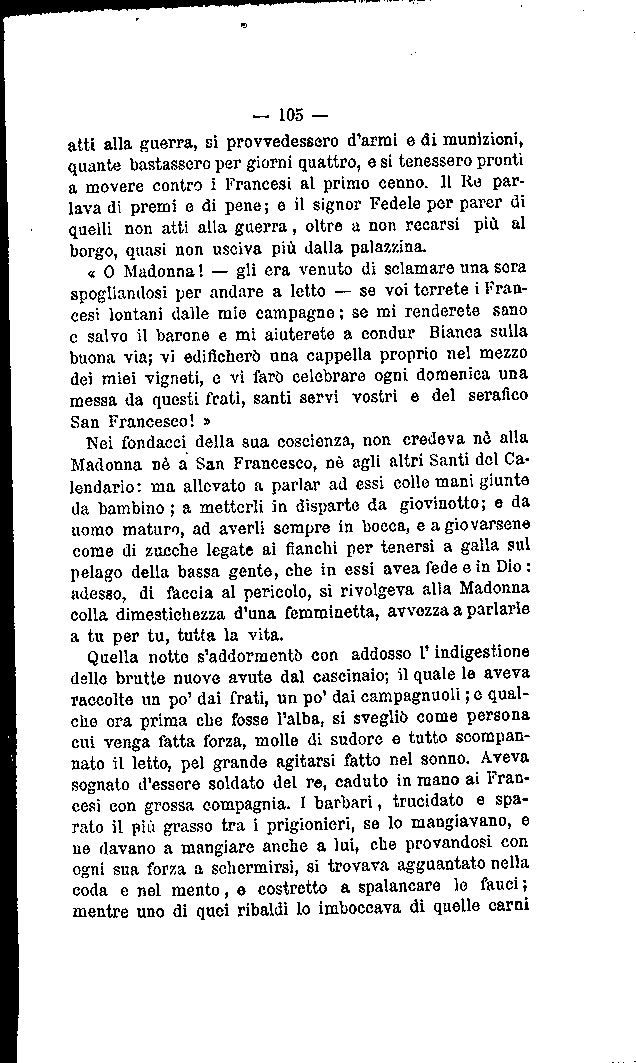 — 105 —
atti alla guerra, si provvedessero d'armi e di munizioni,
quante bastassero per giorni quattro, e si tenessero pronti
a movere contro i Francesi al primo cenno. Il Re par-
lava di premi e di pene; e il signor Fedele per parer di
quelli non atti alla guerra, oltre a non recarsi più al
borgo, quasi non usciva più dalla palazzina.
« O Madonna! — gli era venuto di sclamare una sera
spogliandosi per andare a letto — se voi terrete i Fran-
cesi lontani dalle mie campagne; se mi renderete sano
e salvo il barone e mi aiuterete a condur Bianca sulla
buona via; vi edificherò una cappella proprio nel mezzo
dei miei vigneti, e vi farò celebrare ogni domenica una
messa da questi frati, santi servi vostri e del serafico
San Francesco! »
Nei fondacci della sua coscienza, non credeva nè alla
Madonna nè a San Francesco, nè agli altri Santi del Ca-
lendario: ma allevato a parlar ad essi colle mani giunte
da bambino; a metterli in disparte da giovinotto; e da
uomo maturo, ad averli sempre in bocca, e a giovarsene
come di zucche legate ai fianchi per tenersi a galla sul
pelago della bassa gente, che in essi avea fede e in Dio:
adesso, di faccia al pericolo, si rivolgeva alla Madonna
colla dimestichezza d'una femminetta, avvezza a parlarle
a tu per tu, tutta la vita.
Quella notte s'addormentò con addosso l'indigestione
delle brutte nuove avute dal cascinaio; il quale le aveva
raccolte un po' dai frati, un po' dai campagnuoli; e qual-
che ora prima che fosse l'alba, si svegliò come persona
cui venga fatta forza, molle di sudore e tutto scompan-
nato il letto, pel grande agitarsi fatto nel sonno. Aveva
sognato d'essere soldato del re, caduto in mano ai Fran-
cesi con grossa compagnia. I barbari, trucidato e spa-
rato il più grasso tra i prigionieri, se lo mangiavano, e
ne davano a mangiare anche a lui, che provandosi con
ogni sua forza a schermirsi, si trovava agguantato nella
coda e nel mento, e costretto a spalancare le fauci;
mentre uno di quei ribaldi lo imboccava di quelle carni